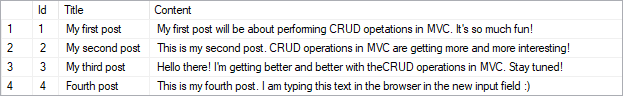 Id Title Content
1 1 My first post My first post will be about performing CRUD opetations in MVC. It's so much fun!
2 2 My second post This is my second post. CRUD operations in MVC are getting more and more interesting!
3 3 My third post Hello there! I'm getting better and better with theCRUD operations in MVC. Stay tuned!
4 4 Fourth post This is my fourth post. I am typing this text in the browser in the new input field :)